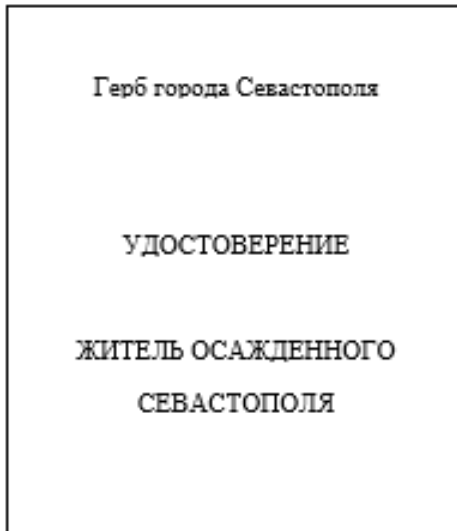 Герб города Севастополя
УДОСТОВЕРЕНИЕ
ЖИТЕЛЬ ОСАЖДЕННОГО
СЕВАСТОПОЛЯ